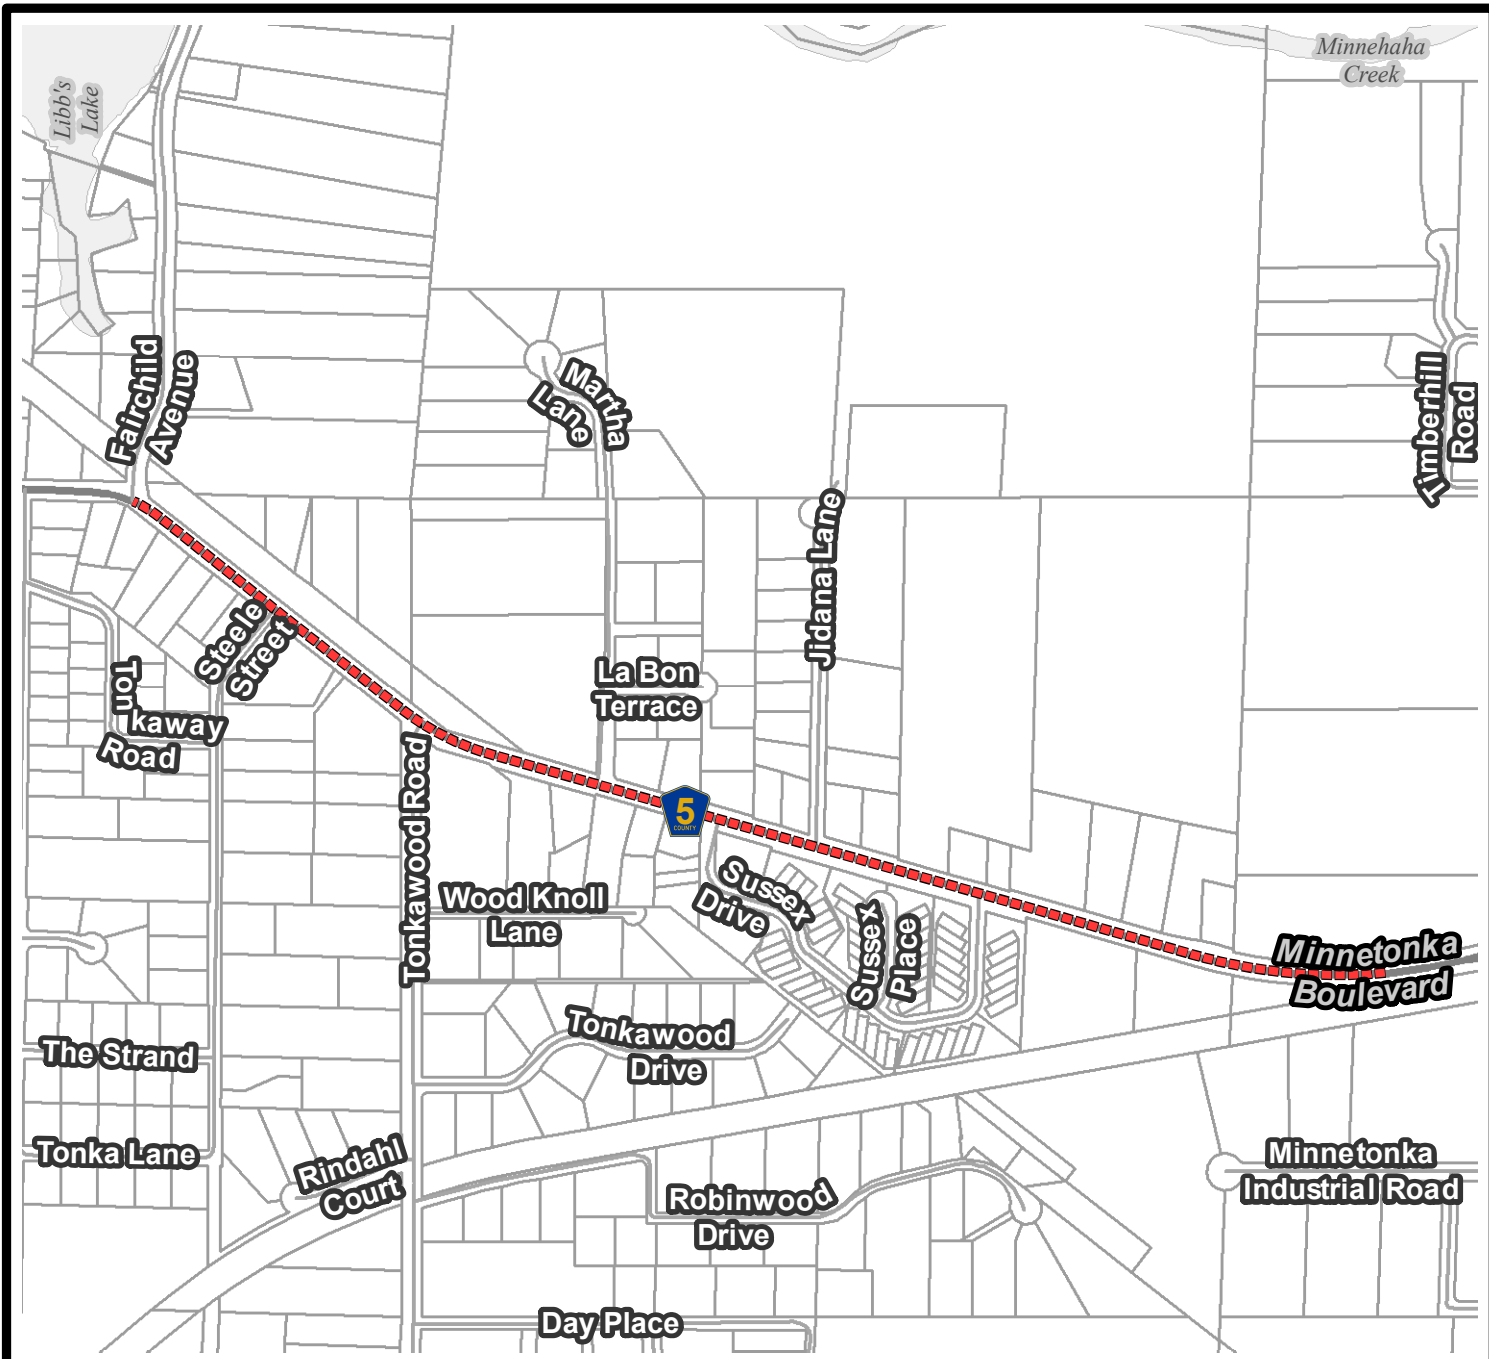 Minnehaha
Creek
Libb's
Lake
Fairchild
Avenue
Martha
Lane
Timberhill
Road
Jidana Lane
Steele
Street
La Bon
Terrace
Tonkaway
Road
Tonkawood Road
5
COUNTY
Sussex
Drive
Wood Knoll
Lane
Sussex
Place
Minnetonka
Boulevard
Tonkawood
Drive
The Strand
Tonka Lane
Rindahl
Court
Minnetonka
Industrial Road
Robinwood
Drive
Day Place